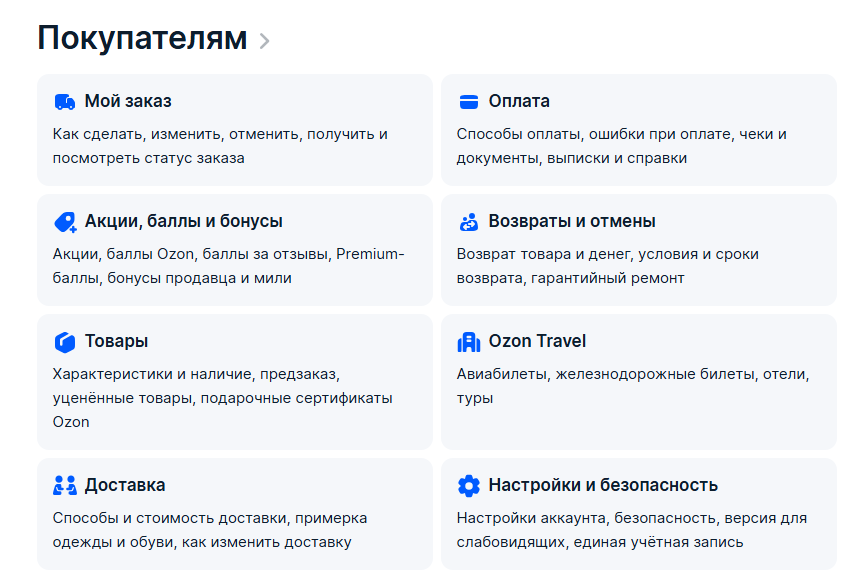 Покупателям
Мой заказ
Как сделать, изменить, отменить, получить и
посмотреть статус заказа
Оплата
Способы оплаты, ошибки при оплате, чеки и
документы, выписки и справки
Акции, баллы и бонусы
Акции, баллы Ozon, баллы за отзывы, Premium-
баллы, бонусы продавца и мили
Возвраты и отмены
Возврат товара и денег, условия и сроки
возврата, гарантийный ремонт
Товары
Характеристики и наличие, предзаказ,
уценённые товары, подарочные сертификаты
Ozon
Ozon Travel
Авиабилеты, железнодорожные билеты, отели,
туры
Доставка
Способы и стоимость доставки, примерка
одежды и обуви, как изменить доставку
Настройки и безопасность
Настройки аккаунта, безопасность, версия для
слабовидящих, единая учётная запись